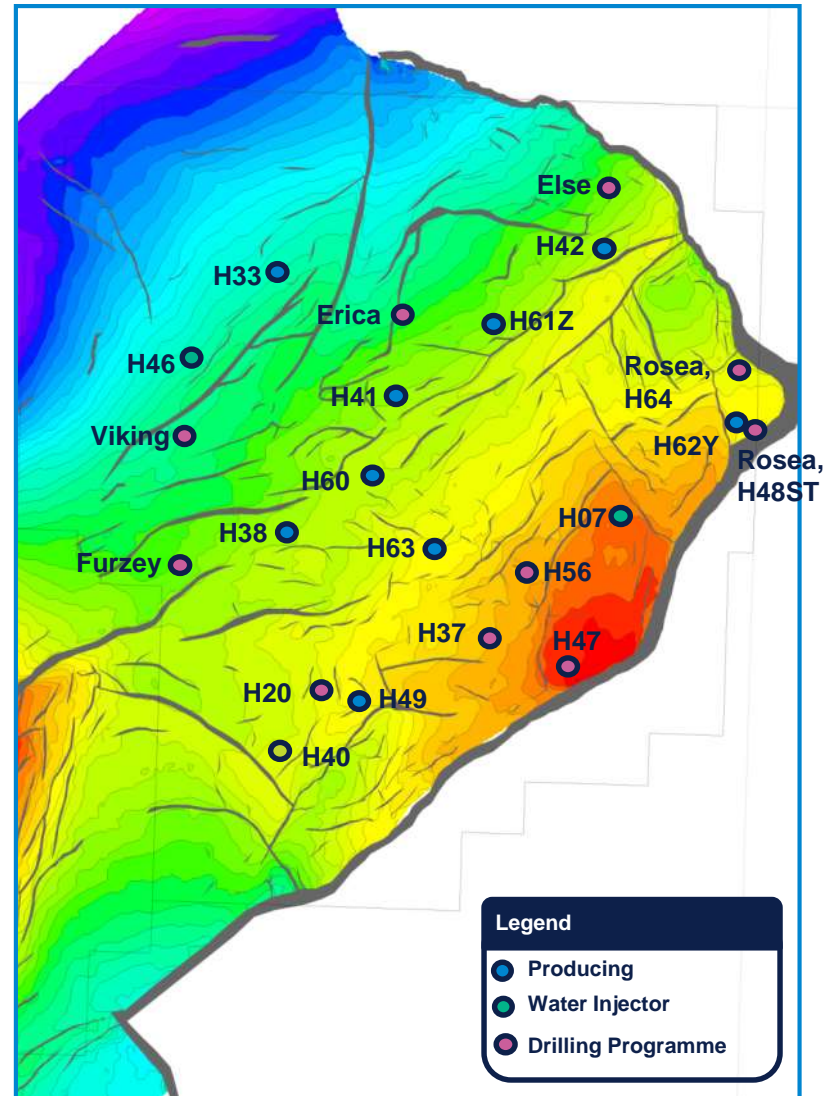 Else
H42
H33
Erica
H61Z
H46
Rosea,
H64
H41
Viking
H62Y
Rosea,
H48ST
H60
H07
H38
H63
Furzey
H56
H37
H47
H20
H49
H40
Legend
Producing
Water Injector
Drilling Programme